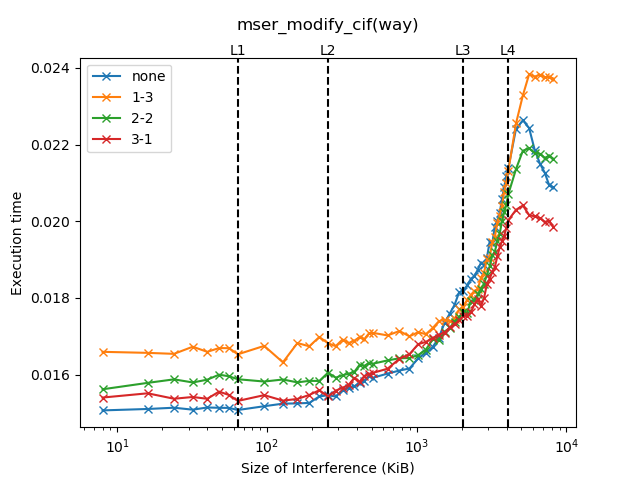 mser_modify_cif(way)
L1 L2 L3 L4
none
1-3
2-2
3-1
0.024
0.022
0.020
0.018
0.016
Execution time
10¹ 10² 10³ 10⁴
Size of Interference (KiB)